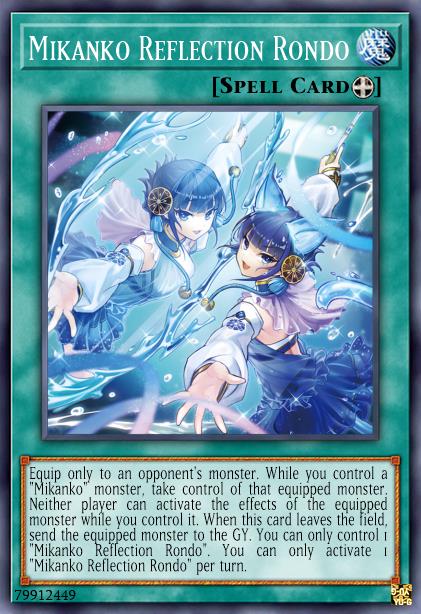 MIKANKO REFLECTION RONDO
魔
[SPELL CARD]
Equip only to an opponent's monster. While you control a
"Mikanko" monster, take control of that equipped monster.
Neither player can activate the effects of the equipped
monster while you control it. When this card leaves the field,
send the equipped monster to the GY. You can only control 1
"Mikanko Reflection Rondo". You can only activate 1
"Mikanko Reflection Rondo" per turn.
79912449